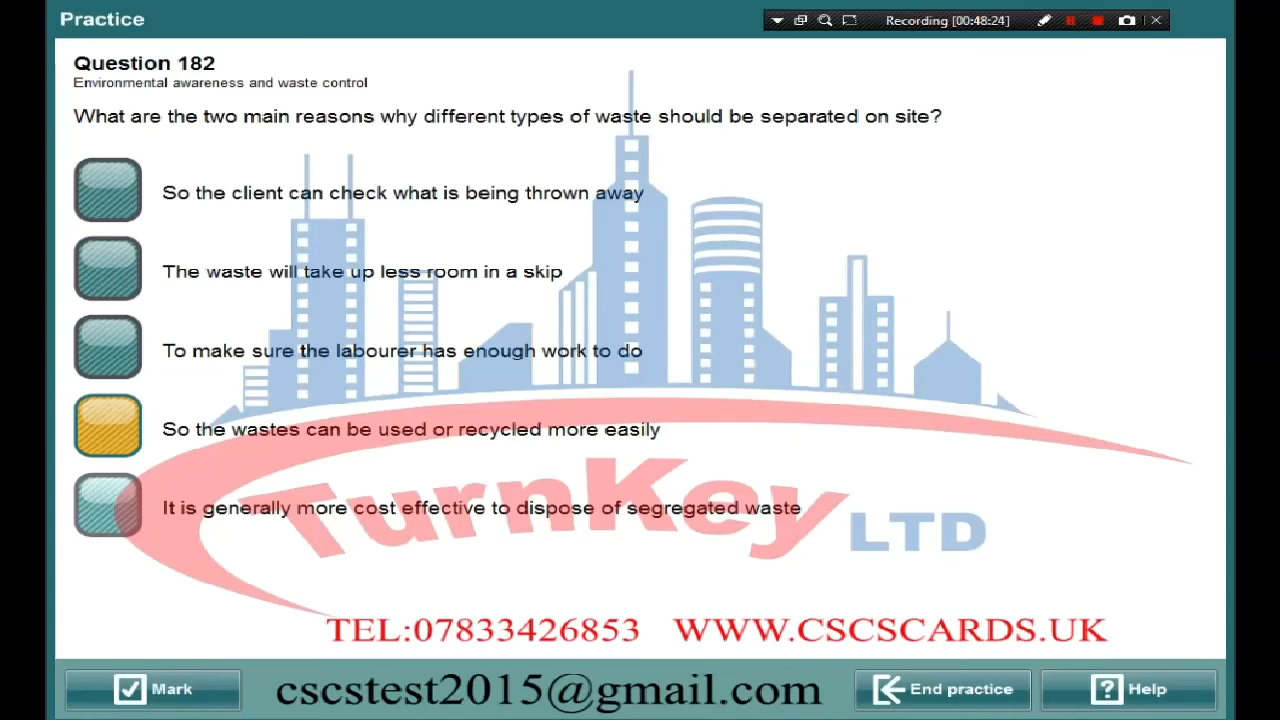 Practice
Recording [00:48:24]
Question 182
Environmental awareness and waste control
What are the two main reasons why different types of waste should be separated on site?
So the client can check what is being thrown away
The waste will take up less room in a skip
To make sure the labourer has enough work to do
So the wastes can be used or recycled more easily
It is generally more cost effective to dispose of segregated waste
TurnKey LTD
TEL:07833426853 WWW.CSCSCARDS.UK
Mark
cscstest2015@gmail.com
End practice
Help